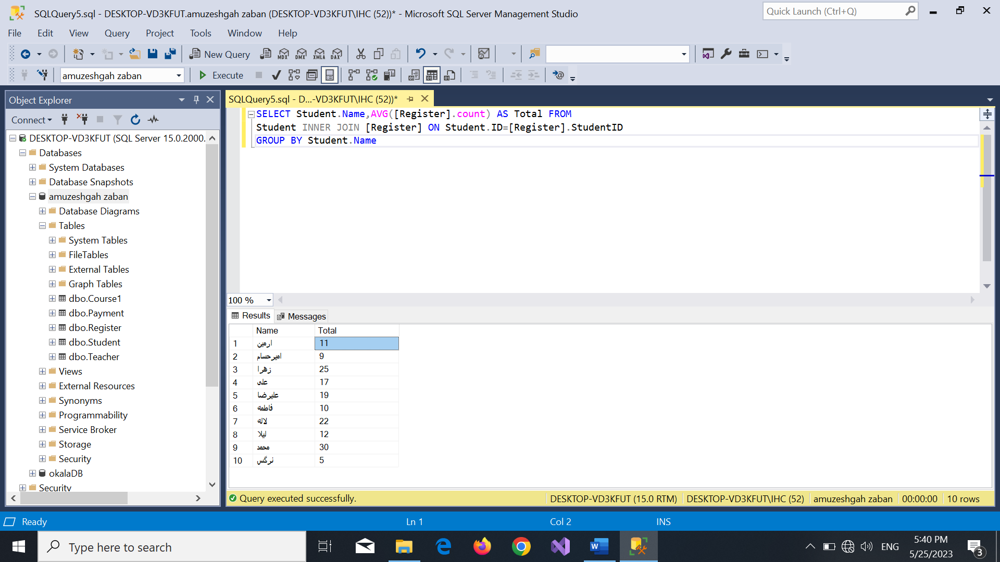 SQLQuery5.sql - DESKTOP-VD3KFUT.amuzeshgah zaban (DESKTOP-VD3KFUT\IHC (52))* - Microsoft SQL Server Management Studio
Quick Launch (Ctrl+Q)
File Edit View Query Project Tools Window Help
New Query MDX DMX XMLA DAX
amuzeshgah zaban Execute
Object Explorer
Connect
DESKTOP-VD3KFUT (SQL Server 15.0.2000.
Databases
System Databases
Database Snapshots
amuzeshgah zaban
Database Diagrams
Tables
System Tables
FileTables
External Tables
Graph Tables
dbo.Course1
dbo.Payment
dbo.Register
dbo.Student
dbo.Teacher
Views
External Resources
Synonyms
Programmability
Service Broker
Storage
Security
okalaDB
Security
SQLQuery5.sql - D...-VD3KFUT\IHC (52))*
SELECT Student.Name,AVG([Register].count) AS Total FROM
Student INNER JOIN [Register] ON Student.ID=[Register].StudentID
GROUP BY Student.Name
100 %
Results Messages
Name Total
1 ارمین 11
2 امیرحسام 9
3 زهرا 25
4 علی 17
5 علیرضا 19
6 فاطمه 10
7 لاله 22
8 لیلا 12
9 محمد 30
10 نرگس 5
Query executed successfully. DESKTOP-VD3KFUT (15.0 RTM) DESKTOP-VD3KFUT\IHC (52) amuzeshgah zaban 00:00:00 10 rows
Ready Ln 1 Col 2 INS
Type here to search
ENG
5:40 PM
5/25/2023
3